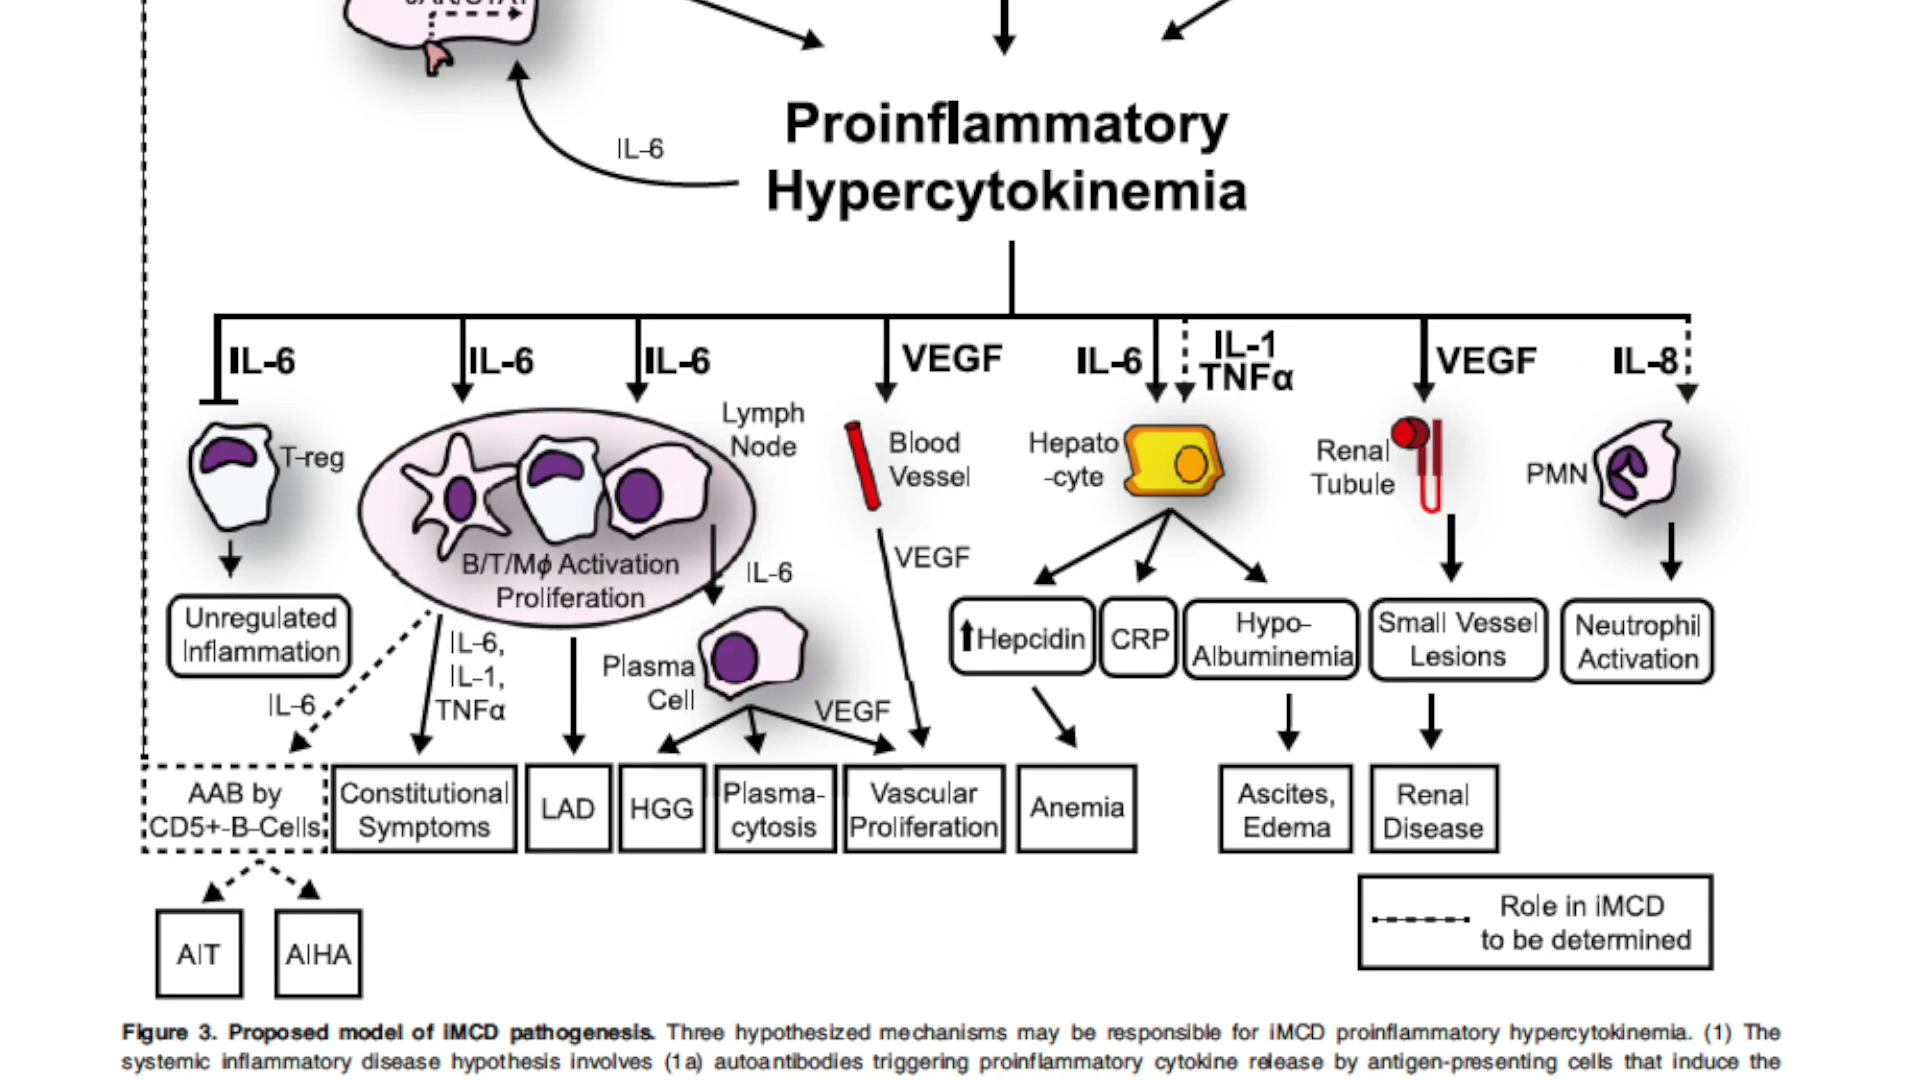 JAK/STAT
Proinflammatory
Hypercytokinemia
IL-6
IL-6
IL-6
IL-6
VEGF
IL-6
IL-1
TNFα
VEGF
IL-8
T-reg
Lymph
Node
Blood
Vessel
Hepato
-cyte
Renal
Tubule
PMN
B/T/Mϕ Activation
Proliferation
IL-6
VEGF
Unregulated
Inflammation
IL-6,
IL-1,
TNFα
Plasma
Cell
VEGF
IL-6
↑Hepcidin
CRP
Hypo-
Albuminemia
Small Vessel
Lesions
Neutrophil
Activation
AAB by
CD5+-B-Cells
Constitutional
Symptoms
LAD
HGG
Plasma-
cytosis
Vascular
Proliferation
Anemia
Ascites,
Edema
Renal
Disease
AIT
AIHA
Role in iMCD
to be determined
Figure 3. Proposed model of iMCD pathogenesis. Three hypothesized mechanisms may be responsible for iMCD proinflammatory hypercytokinemia. (1) The
systemic inflammatory disease hypothesis involves (1a) autoantibodies triggering proinflammatory cytokine release by antigen-presenting cells that induce the